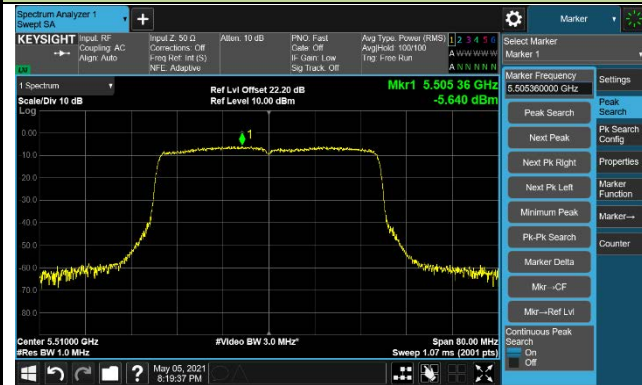 Spectrum Analyzer 1
Swept SA
+
Marker
KEYSIGHT
Input: RF
Coupling: AC
Align: Auto
Input Z: 50 Ω
Corrections: Off
Freq Ref: Int (S)
NFE: Adaptive
Atten: 10 dB
PNO: Fast
Gate: Off
IF Gain: Low
Sig Track: Off
Avg Type: Power (RMS)
Avg|Hold: 100/100
Trig: Free Run
1 2 3 4 5 6
A W W W W W
A N N N N N
Select Marker
Marker 1
1 Spectrum
Scale/Div 10 dB
Log
Ref Lvl Offset 22.20 dB
Ref Level 10.00 dBm
Mkr1 5.505 36 GHz
-5.640 dBm
1
0.00
10.0
20.0
30.0
40.0
50.0
60.0
70.0
80.0
Center 5.51000 GHz
#Res BW 1.0 MHz
#Video BW 3.0 MHz*
Span 80.00 MHz
Sweep 1.07 ms (2001 pts)
Marker Frequency
5.505360000 GHz
Peak Search
Next Peak
Next Pk Right
Next Pk Left
Minimum Peak
Pk-Pk Search
Marker Delta
Mkr→CF
Mkr→Ref Lvl
Continuous Peak
Search
On
Off
Settings
Peak
Search
Pk Search
Config
Properties
Marker
Function
Marker→
Counter
?
May 05, 2021
8:19:37 PM